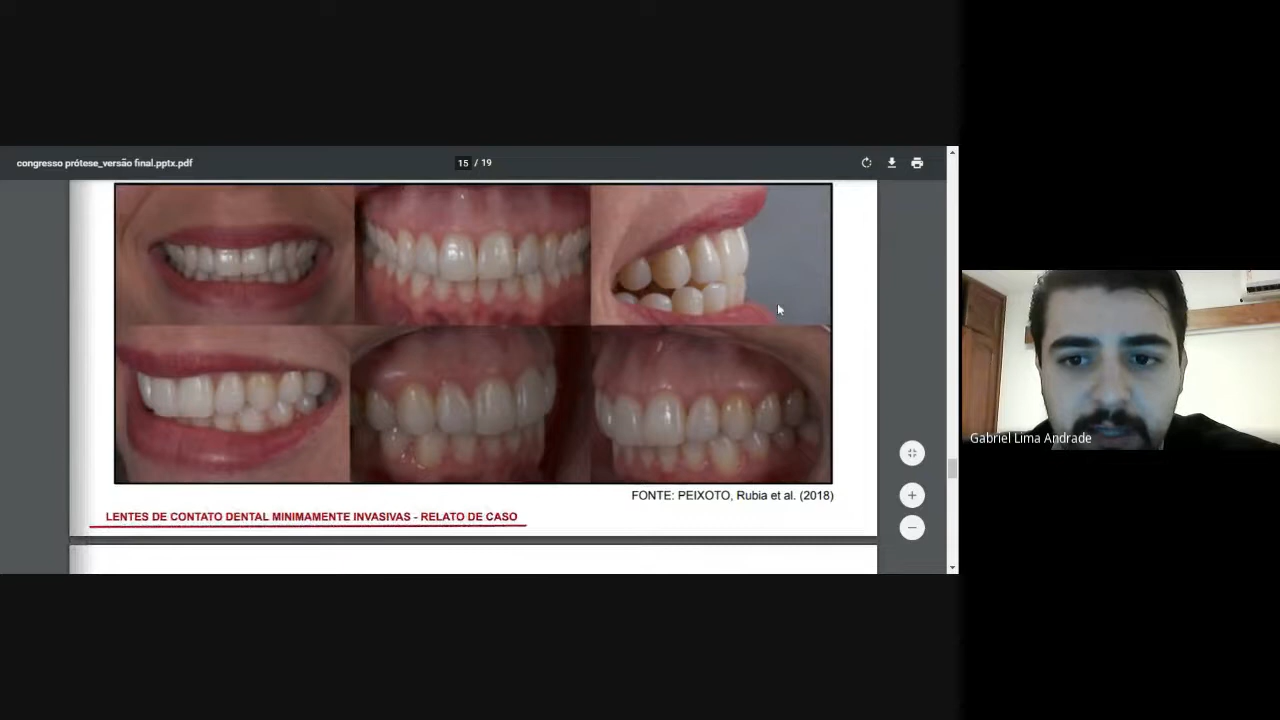 congresso prótese_versão final.pptx.pdf
15 / 19
FONTE: PEIXOTO, Rubia et al. (2018)
LENTES DE CONTATO DENTAL MINIMAMENTE INVASIVAS - RELATO DE CASO
Gabriel Lima Andrade